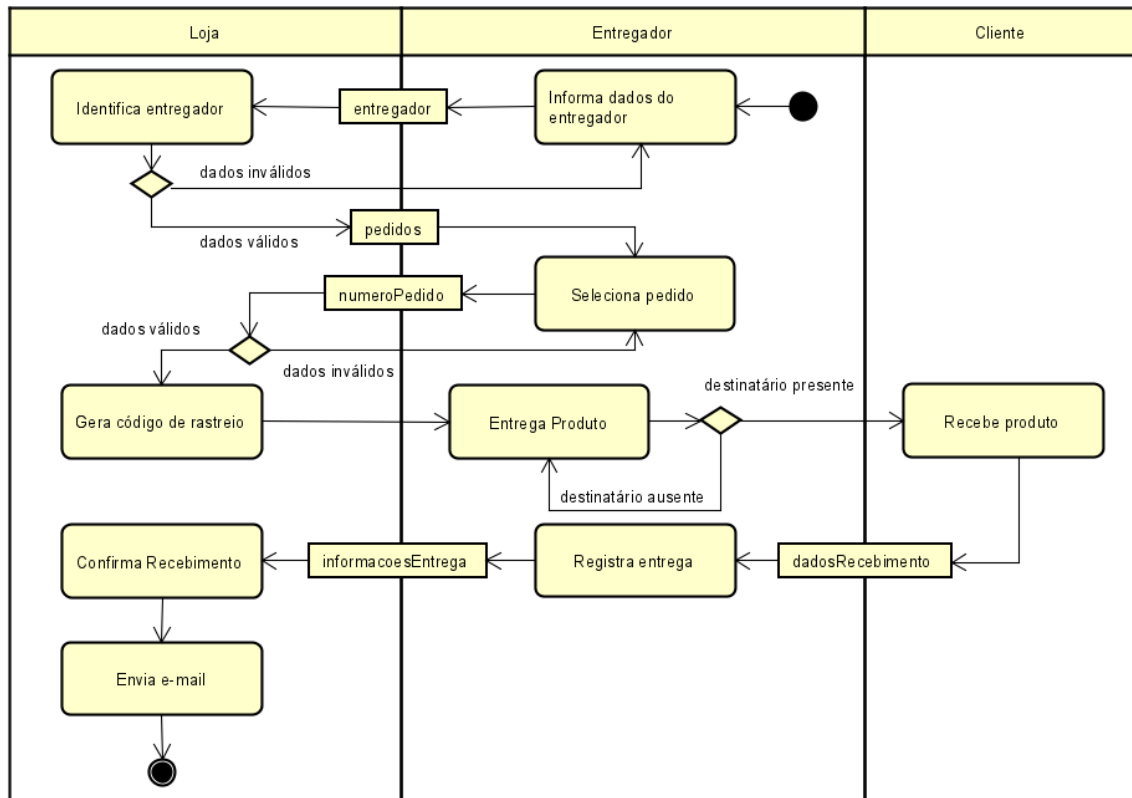 Loja
Entregador
Cliente
Identifica entregador
entregador
Informa dados do
entregador
dados inválidos
dados válidos
pedidos
numeroPedido
Seleciona pedido
dados válidos
dados inválidos
Gera código de rastreio
Entrega Produto
destinatário presente
Recebe produto
destinatário ausente
Confirma Recebimento
informacoesEntrega
Registra entrega
dadosRecebimento
Envia e-mail